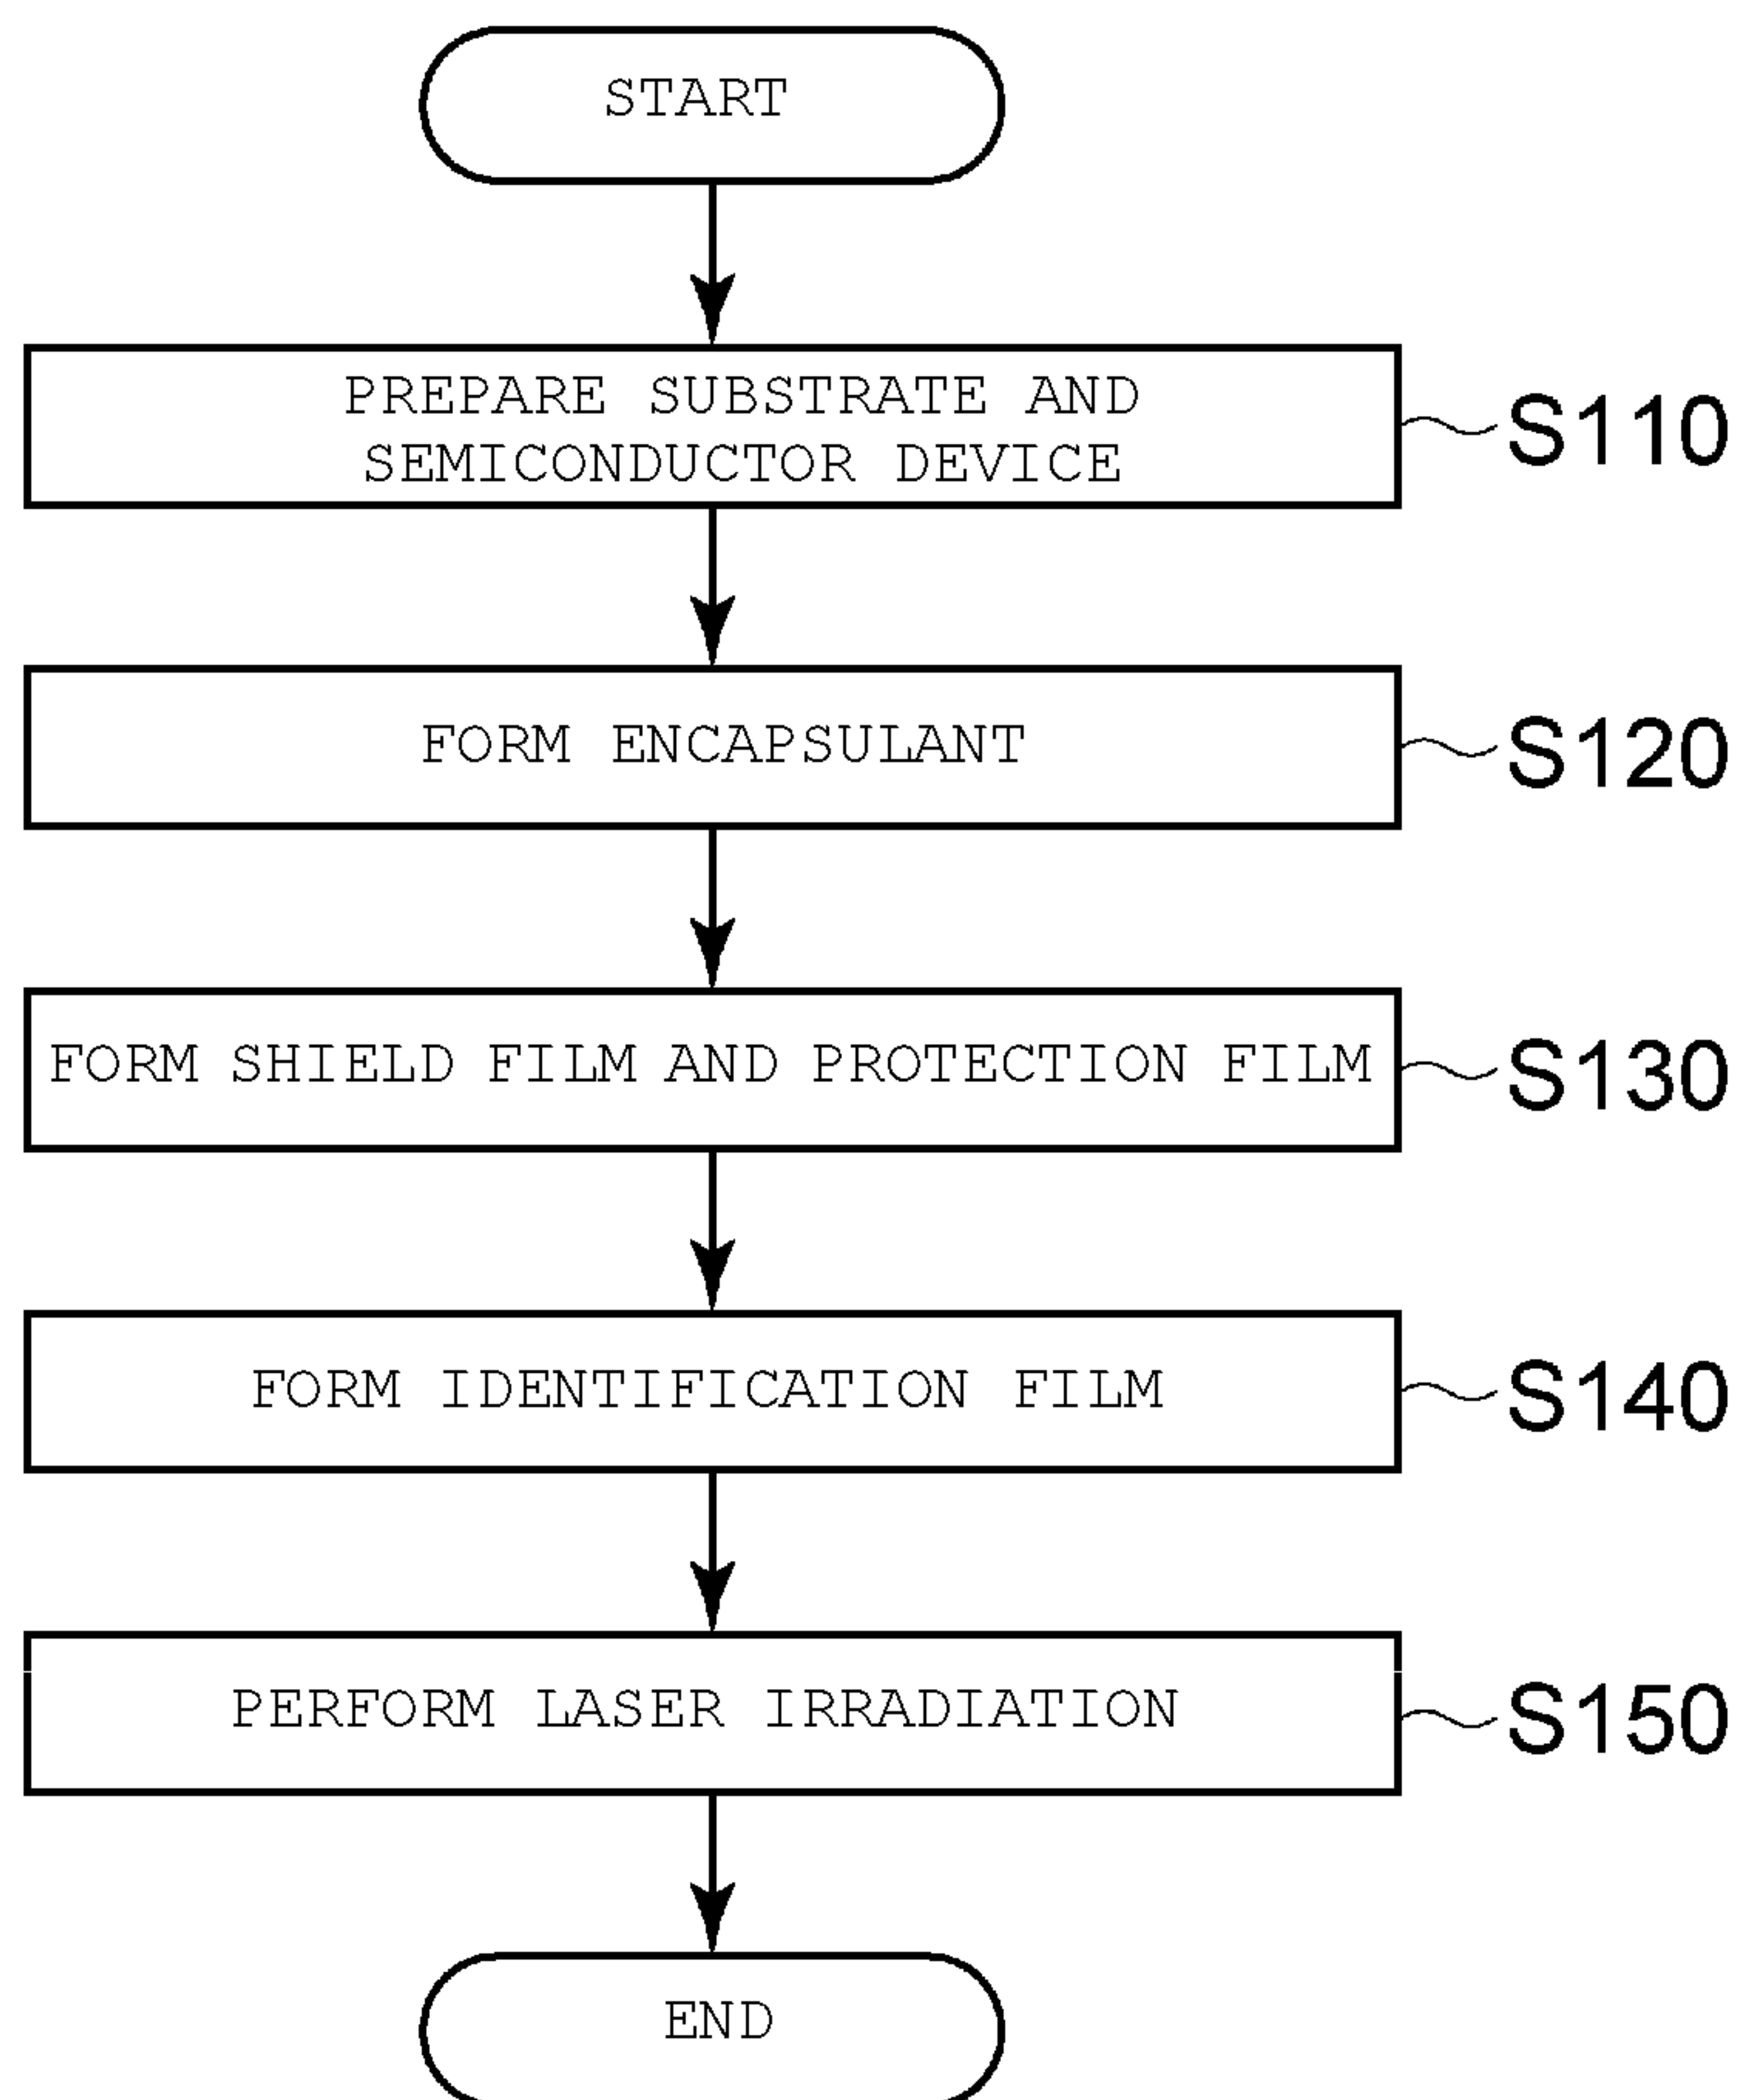 START
PREPARE SUBSTRATE AND
SEMICONDUCTOR DEVICE
S110
FORM ENCAPSULANT
S120
FORM SHIELD FILM AND PROTECTION FILM
S130
FORM IDENTIFICATION FILM
S140
PERFORM LASER IRRADIATION
S150
END